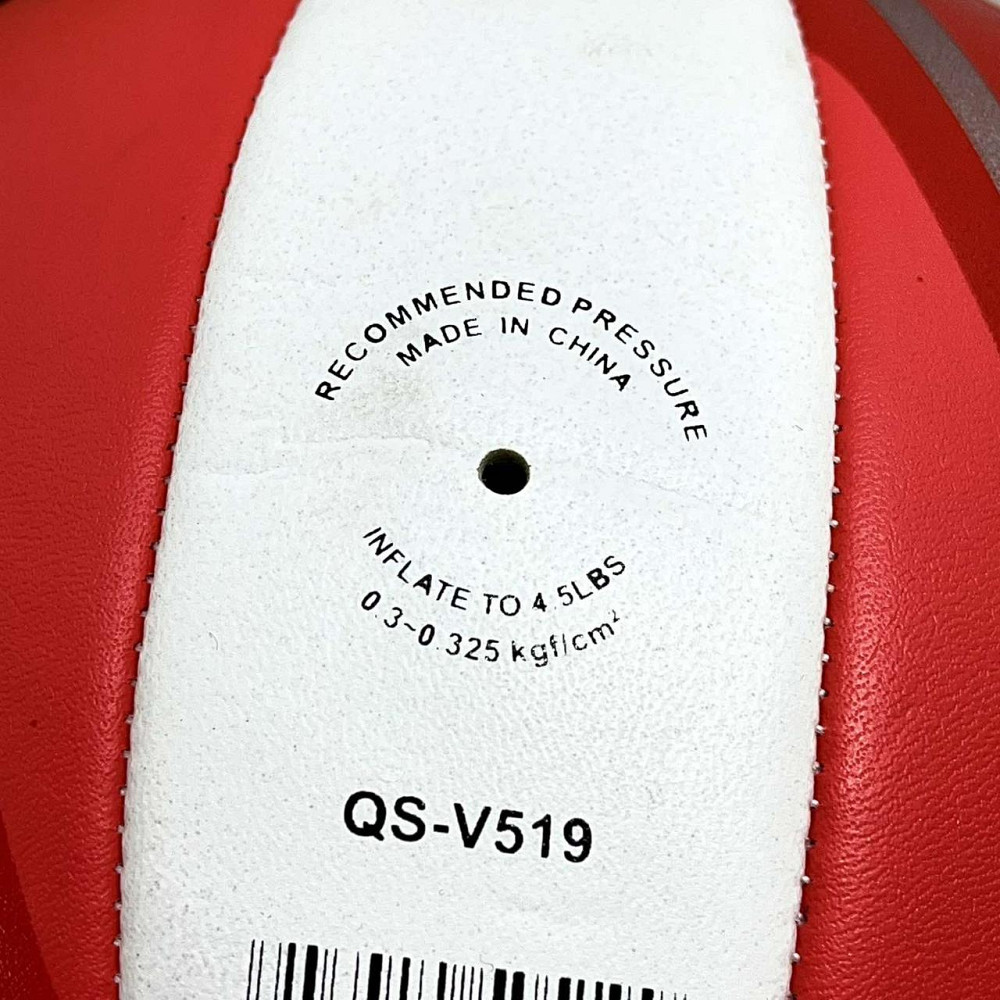 RECOMMENDED PRESSURE
MADE IN CHINA
INFLATE TO 4.5LBS
0.3~0.325 kgf/cm²
QS-V519